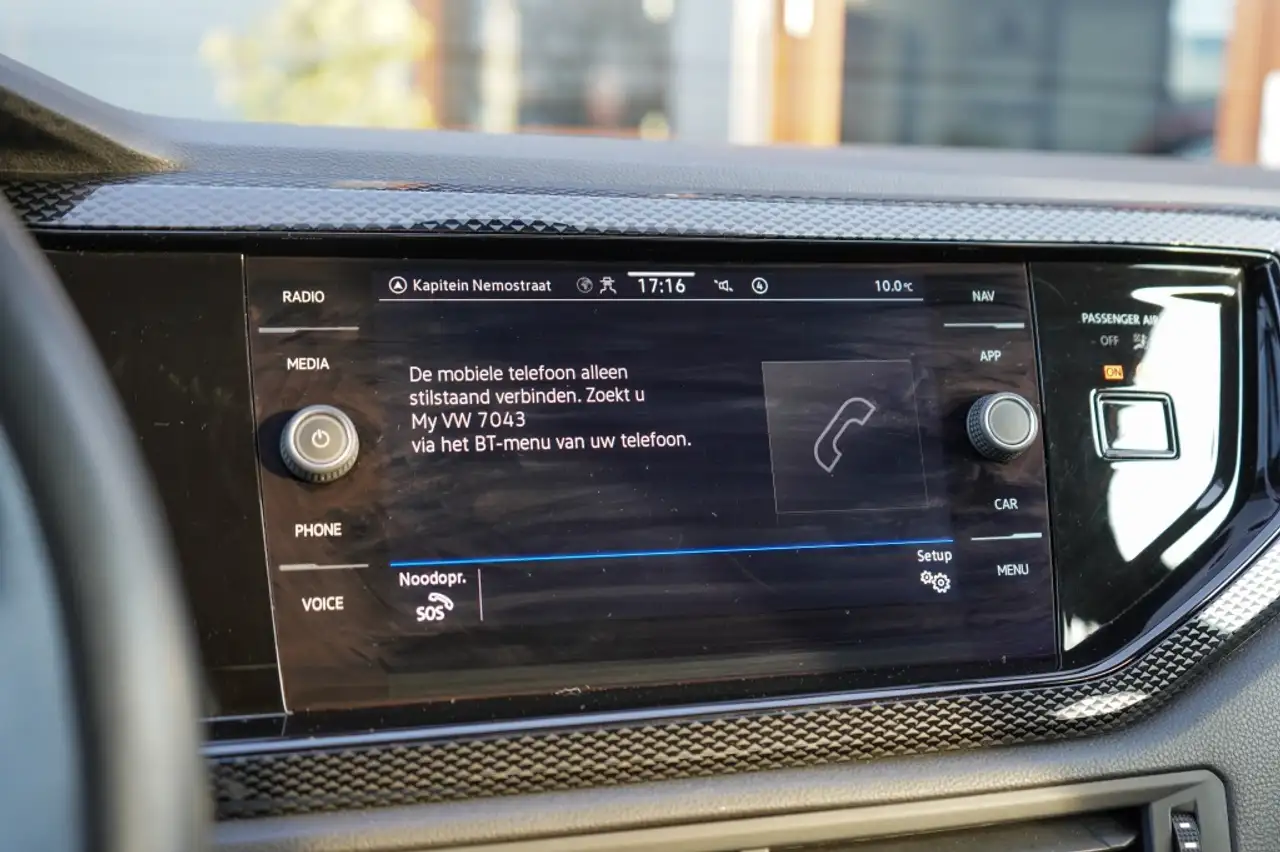 RADIO
MEDIA
PHONE
VOICE
Kapitein Nemostraat
17:16
4
10.0°C
De mobiele telefoon alleen
stilstaand verbinden. Zoekt u
My VW 7043
via het BT-menu van uw telefoon.
Noodopr.
SOS
Setup
NAV
APP
CAR
MENU
PASSENGER AIR
OFF
ON